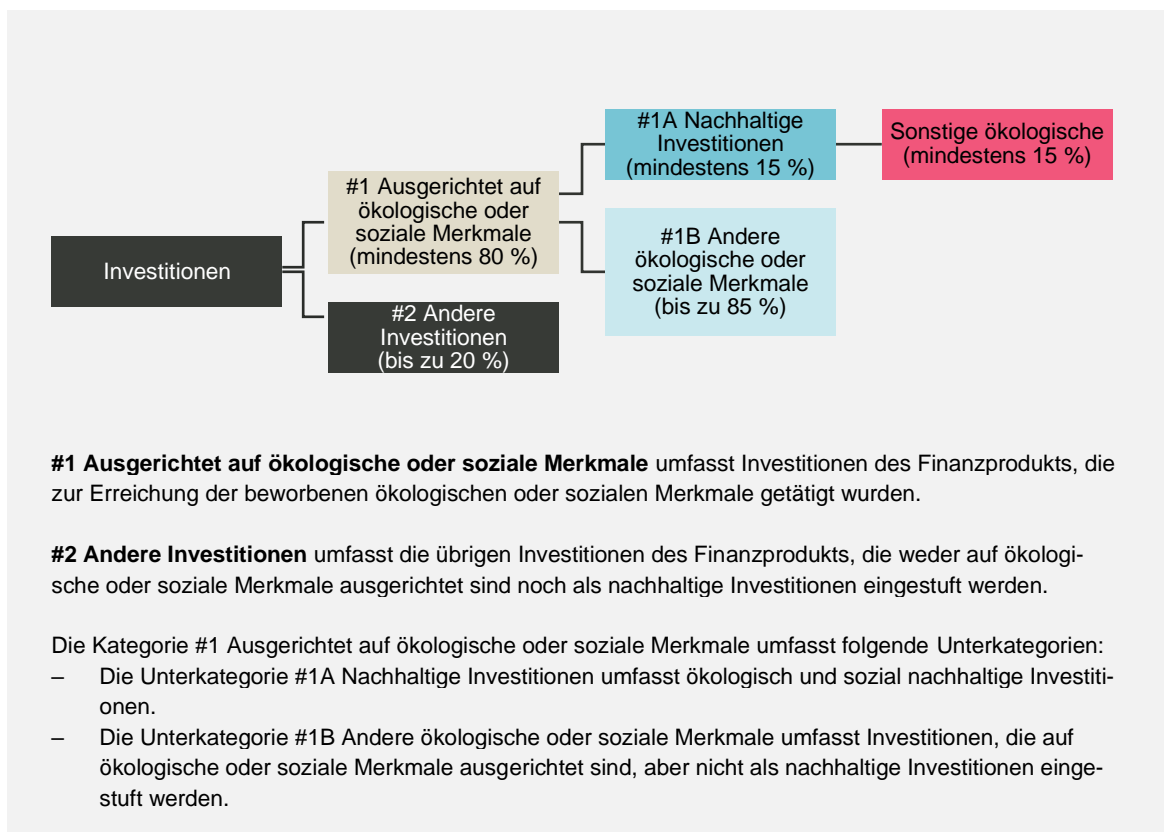 #1A Nachhaltige
Investitionen
(mindestens 15 %)
Sonstige ökologische
(mindestens 15 %)
#1 Ausgerichtet auf
ökologische oder
soziale Merkmale
(mindestens 80 %)
#1B Andere
ökologische oder
soziale Merkmale
(bis zu 85 %)
Investitionen
#2 Andere
Investitionen
(bis zu 20 %)
#1 Ausgerichtet auf ökologische oder soziale Merkmale umfasst Investitionen des Finanzprodukts, die
zur Erreichung der beworbenen ökologischen oder sozialen Merkmale getätigt wurden.
#2 Andere Investitionen umfasst die übrigen Investitionen des Finanzprodukts, die weder auf ökologi-
sche oder soziale Merkmale ausgerichtet sind noch als nachhaltige Investitionen eingestuft werden.
Die Kategorie #1 Ausgerichtet auf ökologische oder soziale Merkmale umfasst folgende Unterkategorien:
– Die Unterkategorie #1A Nachhaltige Investitionen umfasst ökologisch und sozial nachhaltige Investiti-
onen.
– Die Unterkategorie #1B Andere ökologische oder soziale Merkmale umfasst Investitionen, die auf
ökologische oder soziale Merkmale ausgerichtet sind, aber nicht als nachhaltige Investitionen einge-
stuft werden.